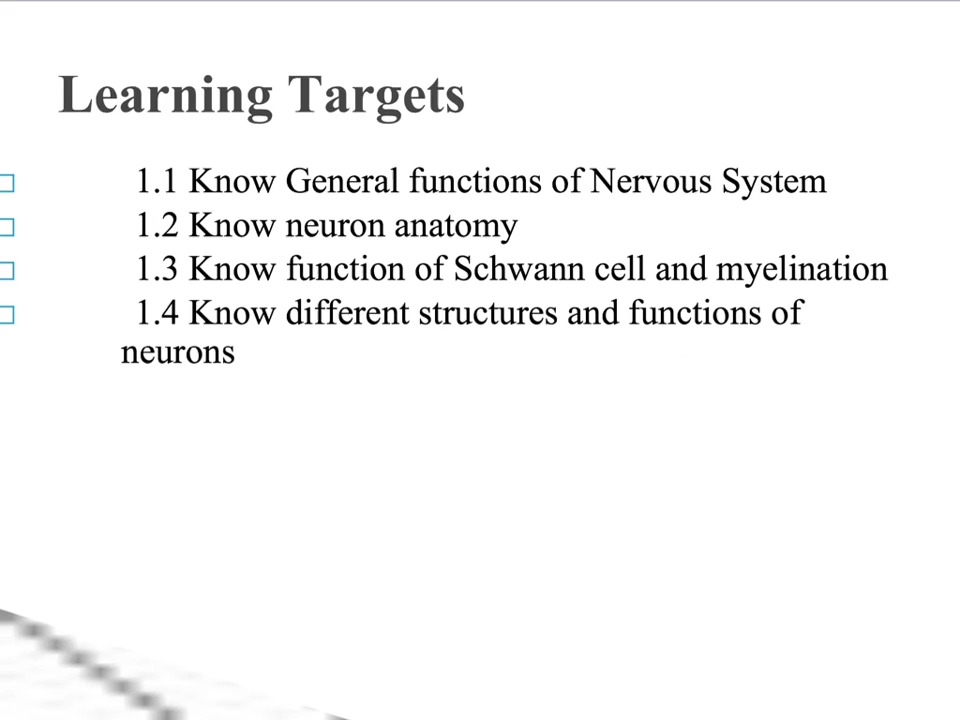 Learning Targets
1.1 Know General functions of Nervous System
1.2 Know neuron anatomy
1.3 Know function of Schwann cell and myelination
1.4 Know different structures and functions of
neurons